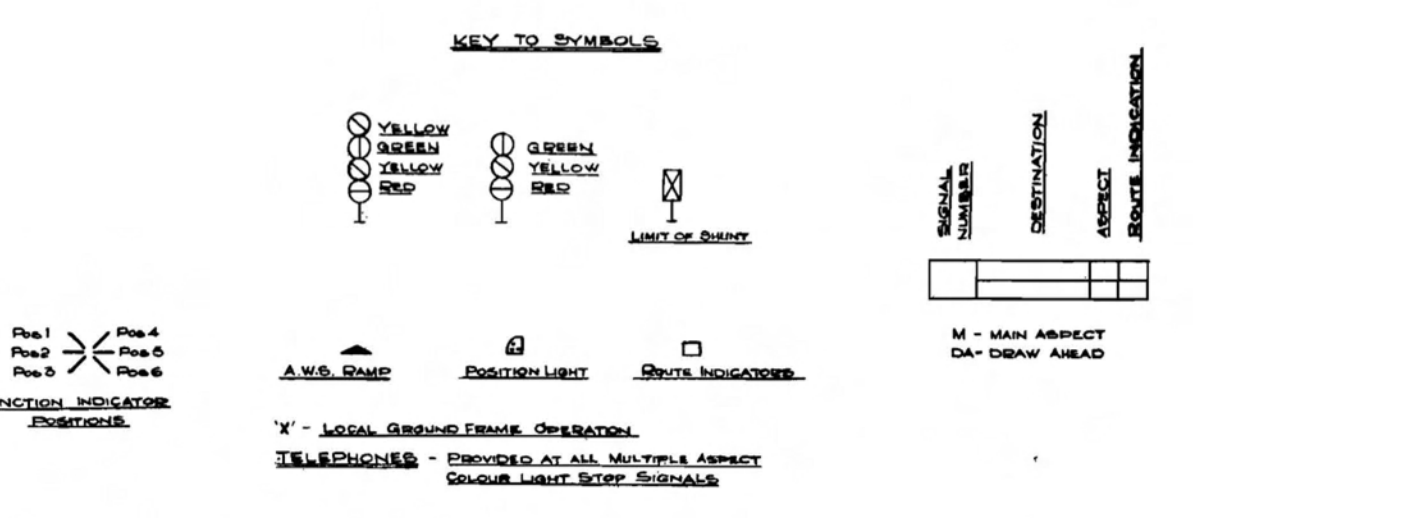 KEY TO SYMBOLS
YELLOW
GREEN
YELLOW
RED
GREEN
YELLOW
RED
LIMIT OF SHUNT
SIGNAL
NUMBER
DESTINATION
ASPECT
ROUTE INDICATION
M - MAIN ASPECT
DA- DRAW AHEAD
Pos 1 Pos 4
Pos 2 Pos 5
Pos 3 Pos 6
NCTION INDICATOR
POSITIONS
A.W.S. RAMP
POSITION LIGHT
ROUTE INDICATORS
'X' - LOCAL GROUND FRAME OPERATION
TELEPHONES - PROVIDED AT ALL MULTIPLE ASPECT
COLOUR LIGHT STOP SIGNALS